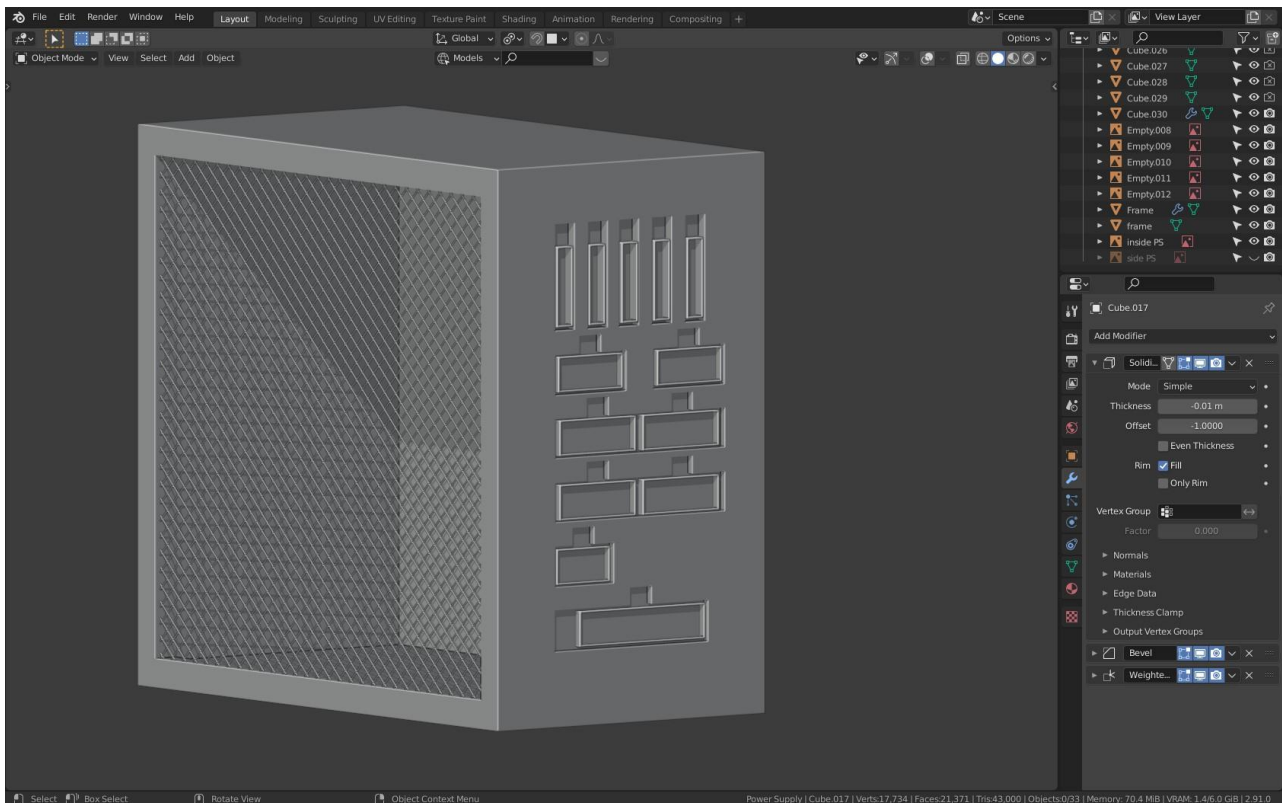 File Edit Render Window Help Layout Modeling Sculpting UV Editing Texture Paint Shading Animation Rendering Compositing + Scene View Layer
Global Options
Object Mode View Select Add Object Models
Cube.026
Cube.027
Cube.028
Cube.029
Cube.030
Empty.008
Empty.009
Empty.010
Empty.011
Empty.012
Frame
frame
inside PS
side PS
Cube.017
Add Modifier
Solidi...
Mode Simple
Thickness -0.01 m
Offset -1.0000
Even Thickness
Rim Fill
Only Rim
Vertex Group
Factor 0.000
Normals
Materials
Edge Data
Thickness Clamp
Output Vertex Groups
Bevel
Weighte...
Select Box Select Rotate View Object Context Menu Power Supply | Cube.017 | Verts:17,734 | Faces:21,371 | Tris:43,000 | Objects:0/33 | Memory: 70.4 MiB | VRAM: 1.4/6.0 GiB | 2.91.0